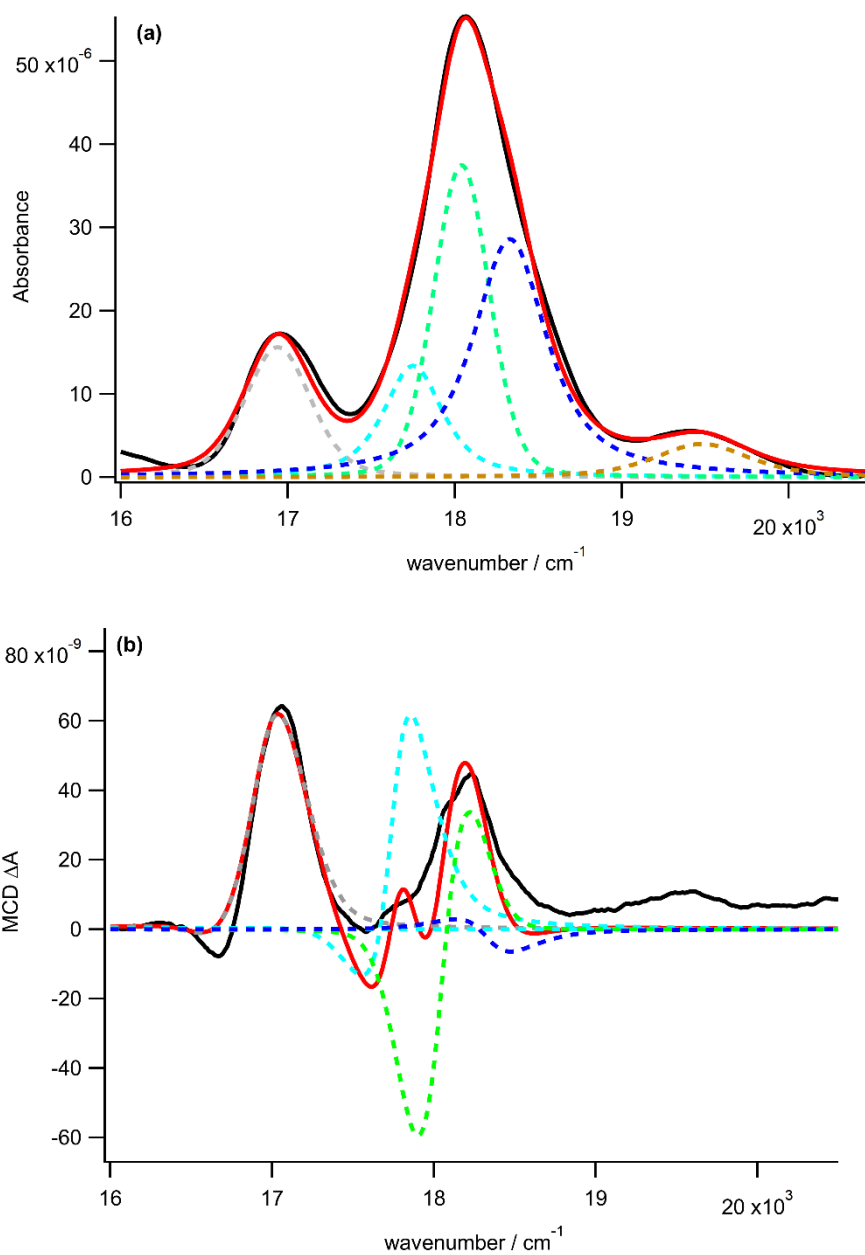 (a)
50 x10⁻⁶
40
30
20
10
0
Absorbance
16
17
18
19
20 x10³
wavenumber / cm⁻¹
(b)
80 x10⁻⁹
60
40
20
0
-20
-40
-60
MCD ΔA
16
17
18
19
20 x10³
wavenumber / cm⁻¹